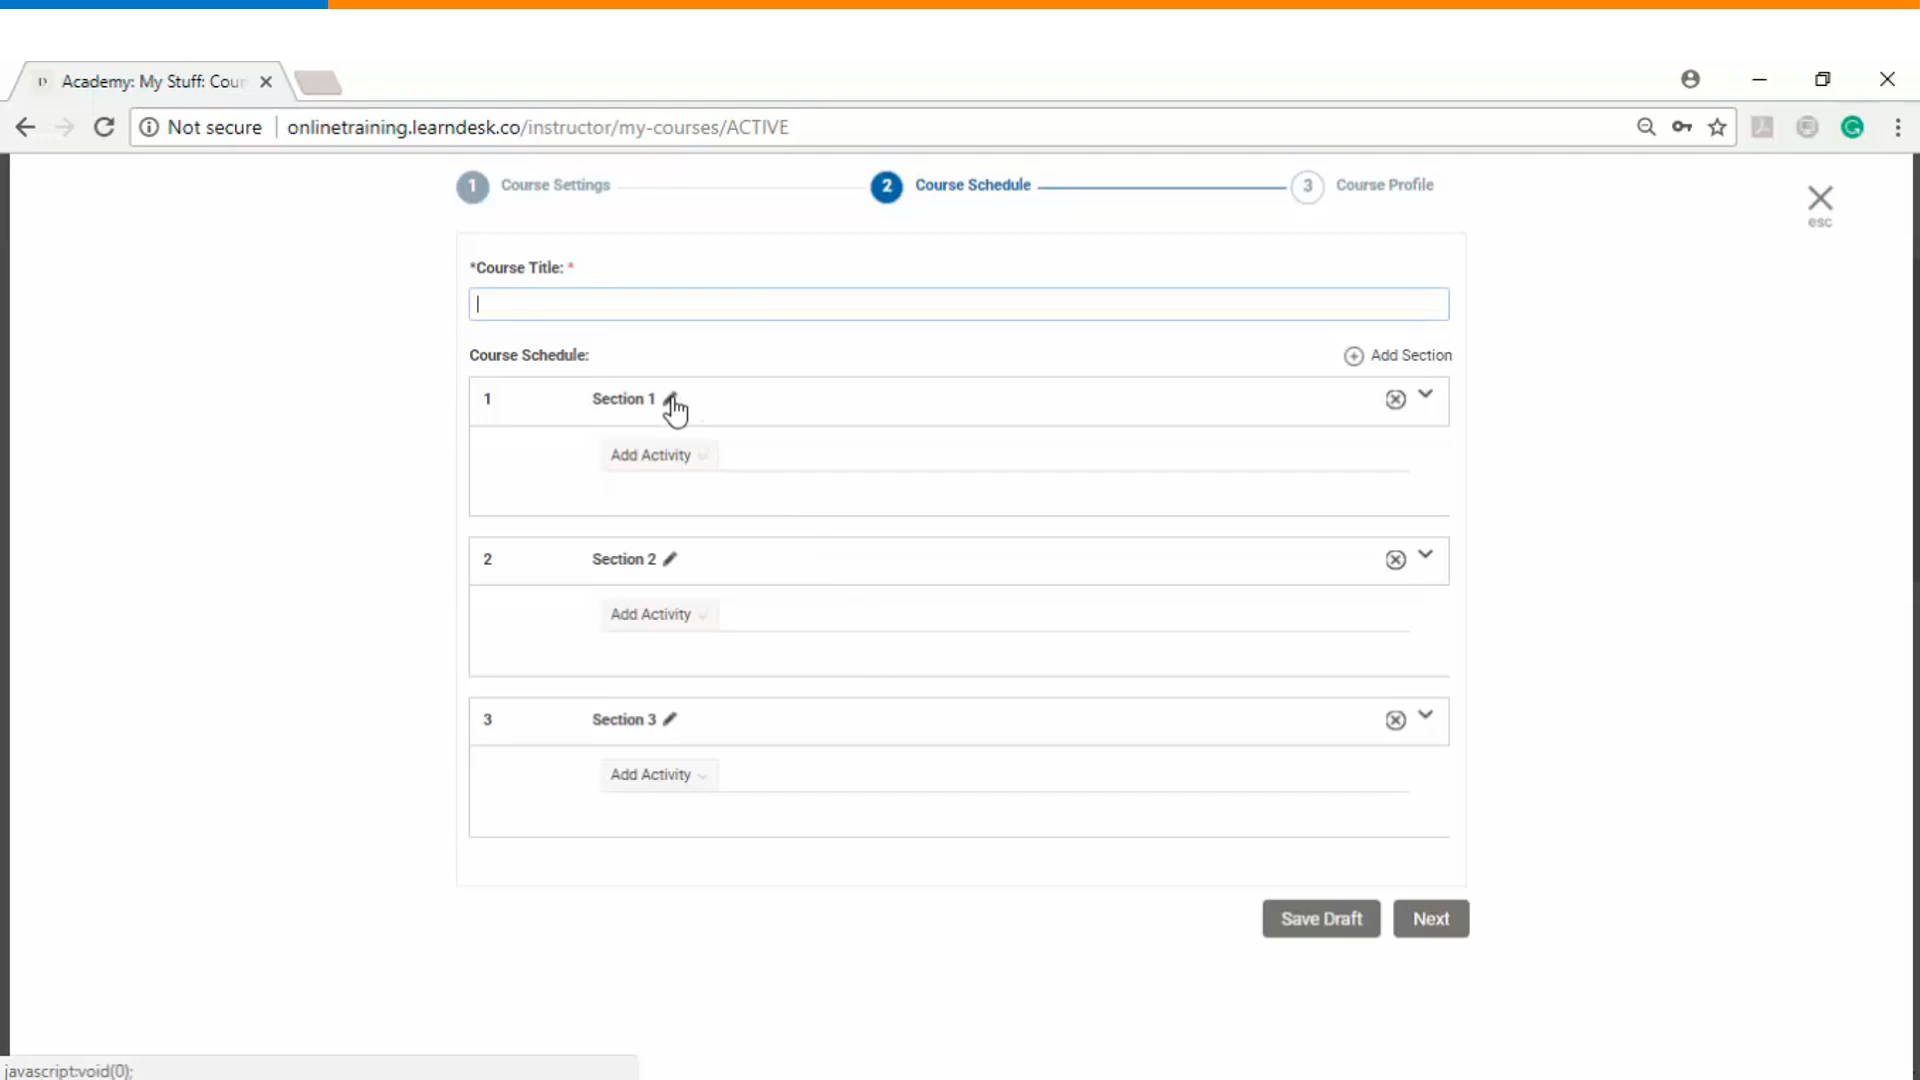 Academy: My Stuff: Cour
Not secure
onlinetraining.learndesk.co/instructor/my-courses/ACTIVE
1 Course Settings
2 Course Schedule
3 Course Profile
esc
*Course Title: *
Course Schedule:
Add Section
1 Section 1
Add Activity
2 Section 2
Add Activity
3 Section 3
Add Activity
Save Draft
Next
javascript:void(0);